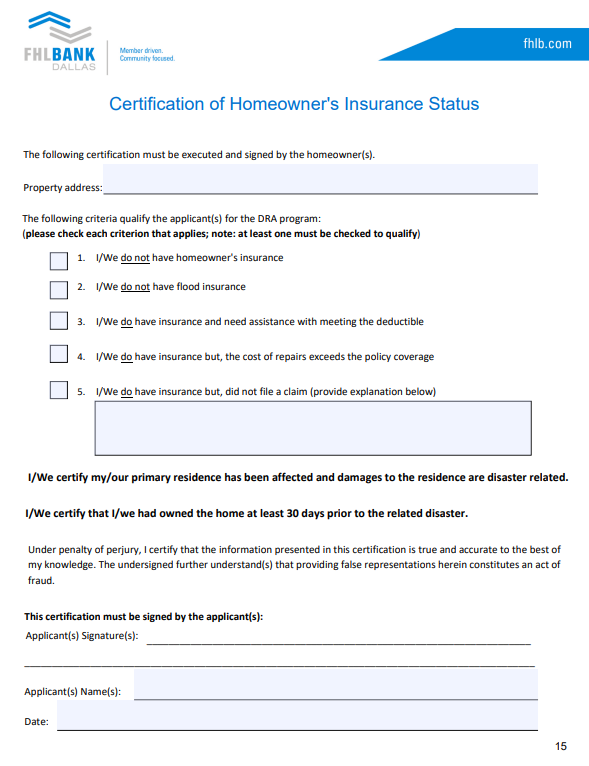 FHLBANK
DALLAS
Member driven.
Community focused.
fhlb.com
Certification of Homeowner's Insurance Status
The following certification must be executed and signed by the homeowner(s).
Property address:
The following criteria qualify the applicant(s) for the DRA program:
(please check each criterion that applies; note: at least one must be checked to qualify)
1. I/We do not have homeowner's insurance
2. I/We do not have flood insurance
3. I/We do have insurance and need assistance with meeting the deductible
4. I/We do have insurance but, the cost of repairs exceeds the policy coverage
5. I/We do have insurance but, did not file a claim (provide explanation below)
I/We certify my/our primary residence has been affected and damages to the residence are disaster related.
I/We certify that I/we had owned the home at least 30 days prior to the related disaster.
Under penalty of perjury, I certify that the information presented in this certification is true and accurate to the best of
my knowledge. The undersigned further understand(s) that providing false representations herein constitutes an act of
fraud.
This certification must be signed by the applicant(s):
Applicant(s) Signature(s):
Applicant(s) Name(s):
Date:
15